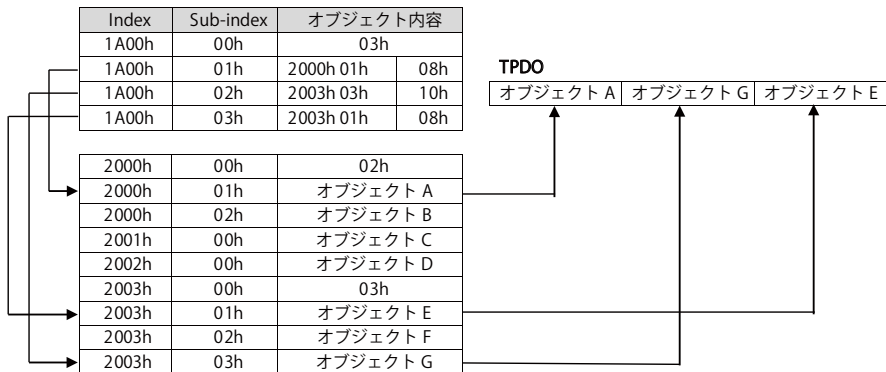 Index Sub-index オブジェクト内容
1A00h 00h 03h
1A00h 01h 2000h 01h 08h
1A00h 02h 2003h 03h 10h
1A00h 03h 2003h 01h 08h
TPDO
オブジェクト A オブジェクト G オブジェクト E
2000h 00h 02h
2000h 01h オブジェクト A
2000h 02h オブジェクト B
2001h 00h オブジェクト C
2002h 00h オブジェクト D
2003h 00h 03h
2003h 01h オブジェクト E
2003h 02h オブジェクト F
2003h 03h オブジェクト G